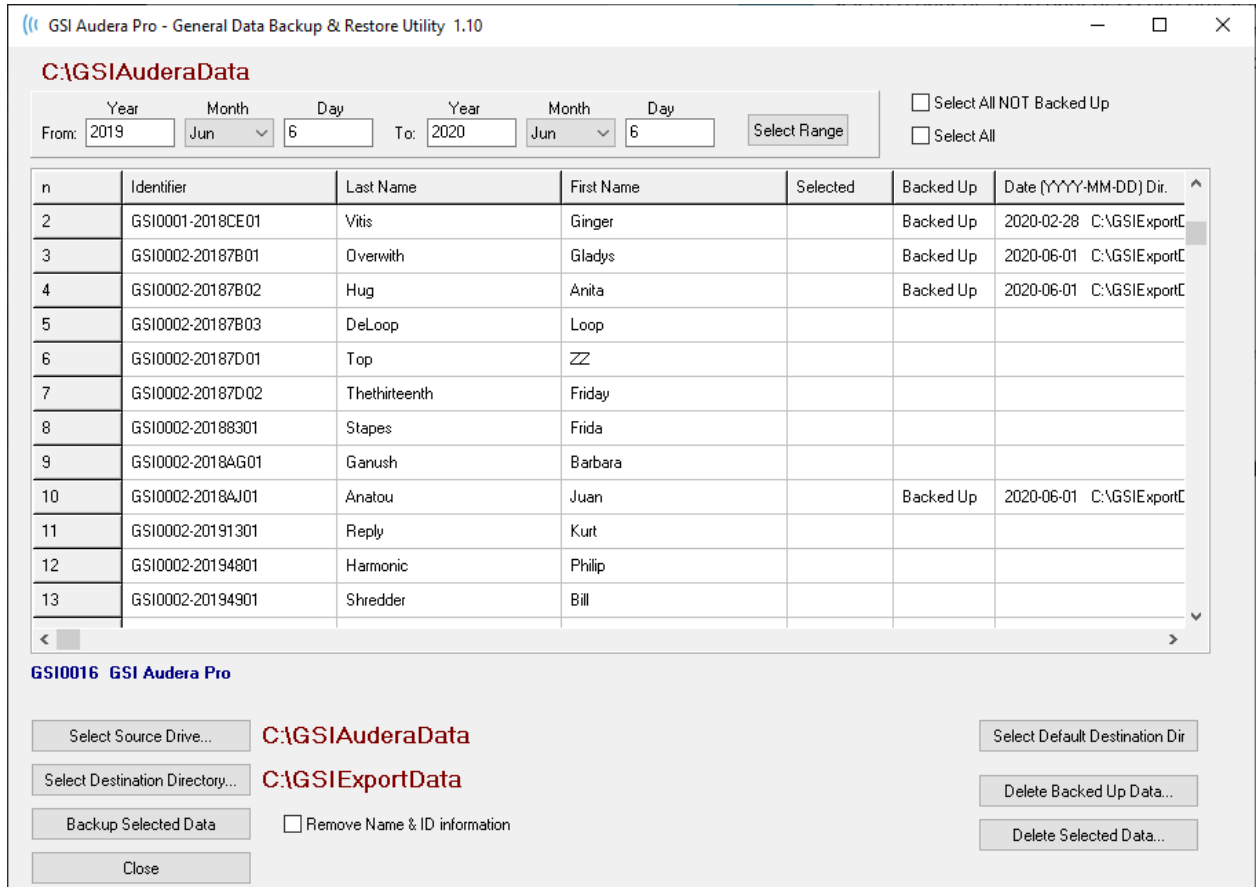 GSI Audera Pro - General Data Backup & Restore Utility 1.10
C:\GSIAuderaData
Year Month Day Year Month Day
From: 2019 Jun 6 To: 2020 Jun 6 Select Range
Select All NOT Backed Up
Select All
n Identifier Last Name First Name Selected Backed Up Date (YYYY-MM-DD) Dir.
2 GSI0001-2018CE01 Vitis Ginger Backed Up 2020-02-28 C:\GSIExportD
3 GSI0002-20187B01 Overwith Gladys Backed Up 2020-06-01 C:\GSIExportD
4 GSI0002-20187B02 Hug Anita Backed Up 2020-06-01 C:\GSIExportD
5 GSI0002-20187B03 DeLoop Loop
6 GSI0002-20187D01 Top ZZ
7 GSI0002-20187D02 Thethirteenth Friday
8 GSI0002-20188301 Stapes Frida
9 GSI0002-2018AG01 Ganush Barbara
10 GSI0002-2018AJ01 Anatou Juan Backed Up 2020-06-01 C:\GSIExportD
11 GSI0002-20191301 Reply Kurt
12 GSI0002-20194801 Harmonic Philip
13 GSI0002-20194901 Shredder Bill
GSI0016 GSI Audera Pro
Select Source Drive... C:\GSIAuderaData Select Default Destination Dir
Select Destination Directory... C:\GSIExportData Delete Backed Up Data...
Backup Selected Data Remove Name & ID information Delete Selected Data...
Close